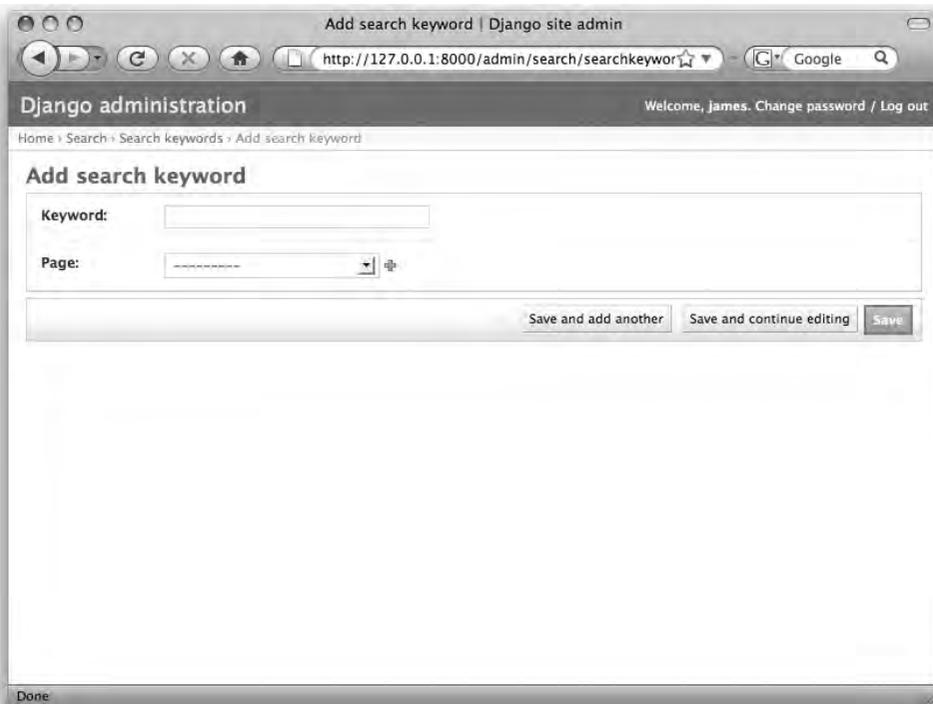 Add search keyword | Django site admin
http://127.0.0.1:8000/admin/search/searchkeywor
G Google
Django administration
Welcome, james. Change password / Log out
Home › Search › Search keywords › Add search keyword
Add search keyword
Keyword:
Page:
---------
Save and add another
Save and continue editing
Save
Done